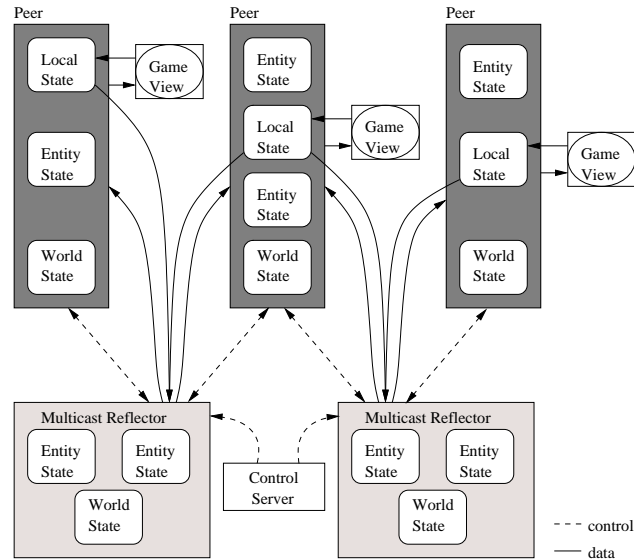 Peer
Peer
Peer
Local
State
Game
View
Entity
State
World
State
Entity
State
Local
State
Game
View
Entity
State
World
State
Entity
State
Local
State
Game
View
World
State
Multicast Reflector
Entity
State
Entity
State
World
State
Control
Server
Multicast Reflector
Entity
State
Entity
State
World
State
control
data